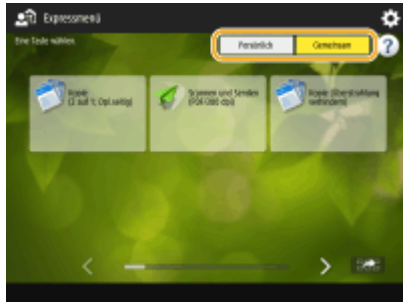 Expressmenü
Eine Taste wählen.
Persönlich
Gemeinsam
?
Kopie
(2 auf 1; Dpl.seitig)
Scannen und Senden
(PDF/300 dpi)
Kopie (Überstrahlung
verhindern)